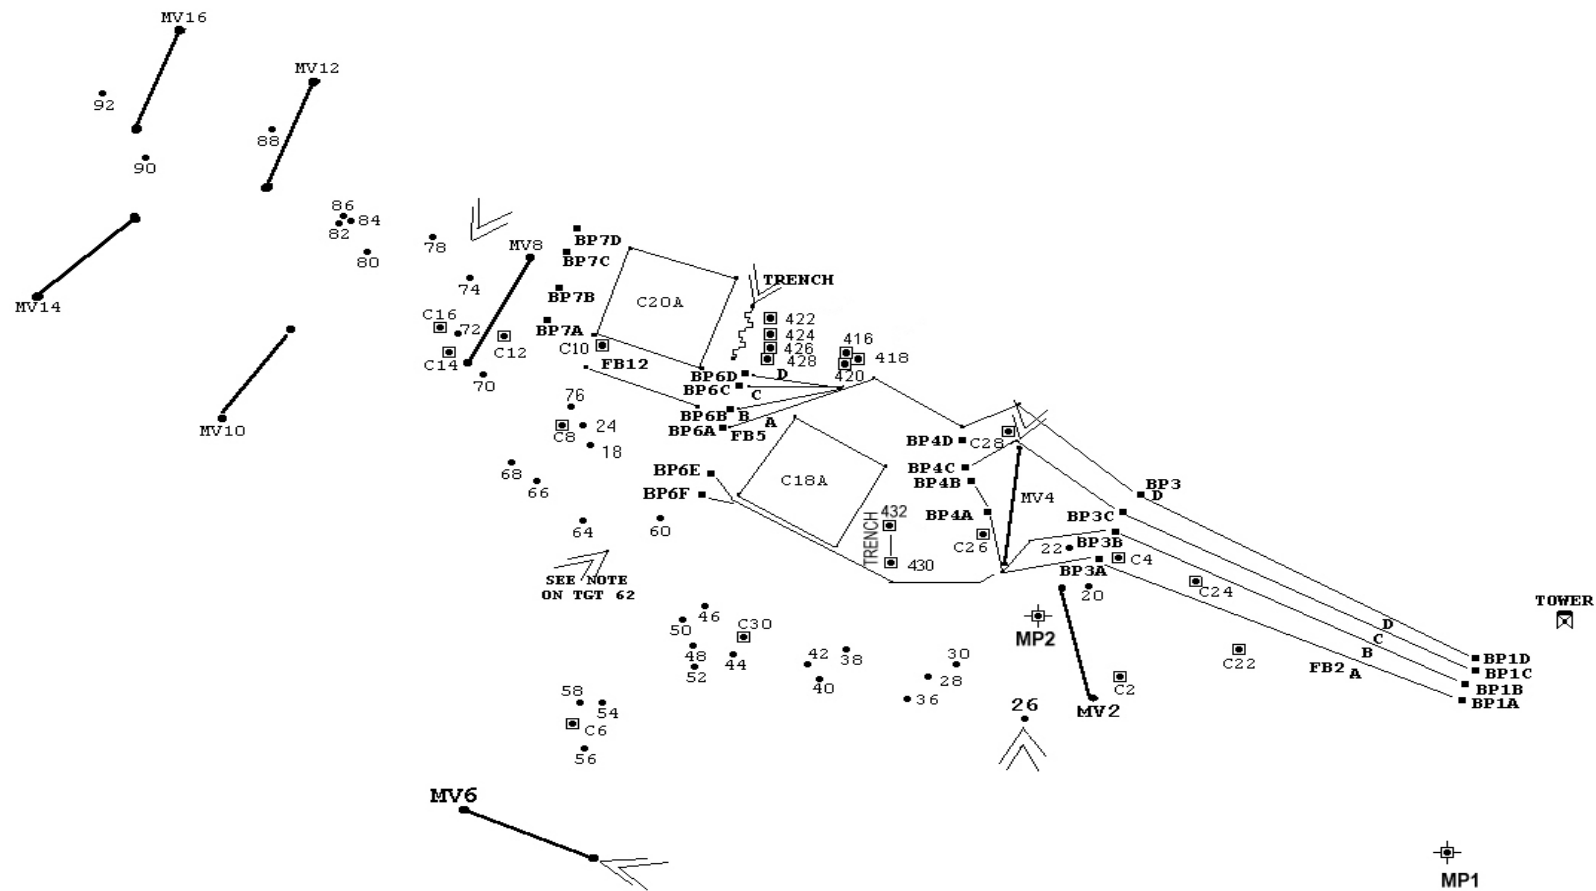 MV16
MV12
92
88
90
86
84
82
78
80
MV8
BP7D
BP7C
MV14
74
BP7B
C20A
TRENCH
C16
72
BP7A
422
424
426
428
416
418
420
C14
C12
C10
FB12
70
BP6D
D
BP6C
C
76
BP6B
B
A
BP6A
FB5
MV10
C8
24
18
BP4D
C28
68
BP6E
BP4C
66
BP6F
C18A
BP4B
MV4
BP3
D
432
BP4A
BP3C
64
60
TRENCH
C26
22
BP3B
C4
430
BP3A
SEE NOTE
ON TGT 62
20
C24
TOWER
46
50
C30
MP2
D
C
48
44
42
38
30
C22
B
BP1D
52
FB2
A
BP1C
40
28
C2
BP1B
58
54
36
26
MV2
BP1A
C6
56
MV6
MP1